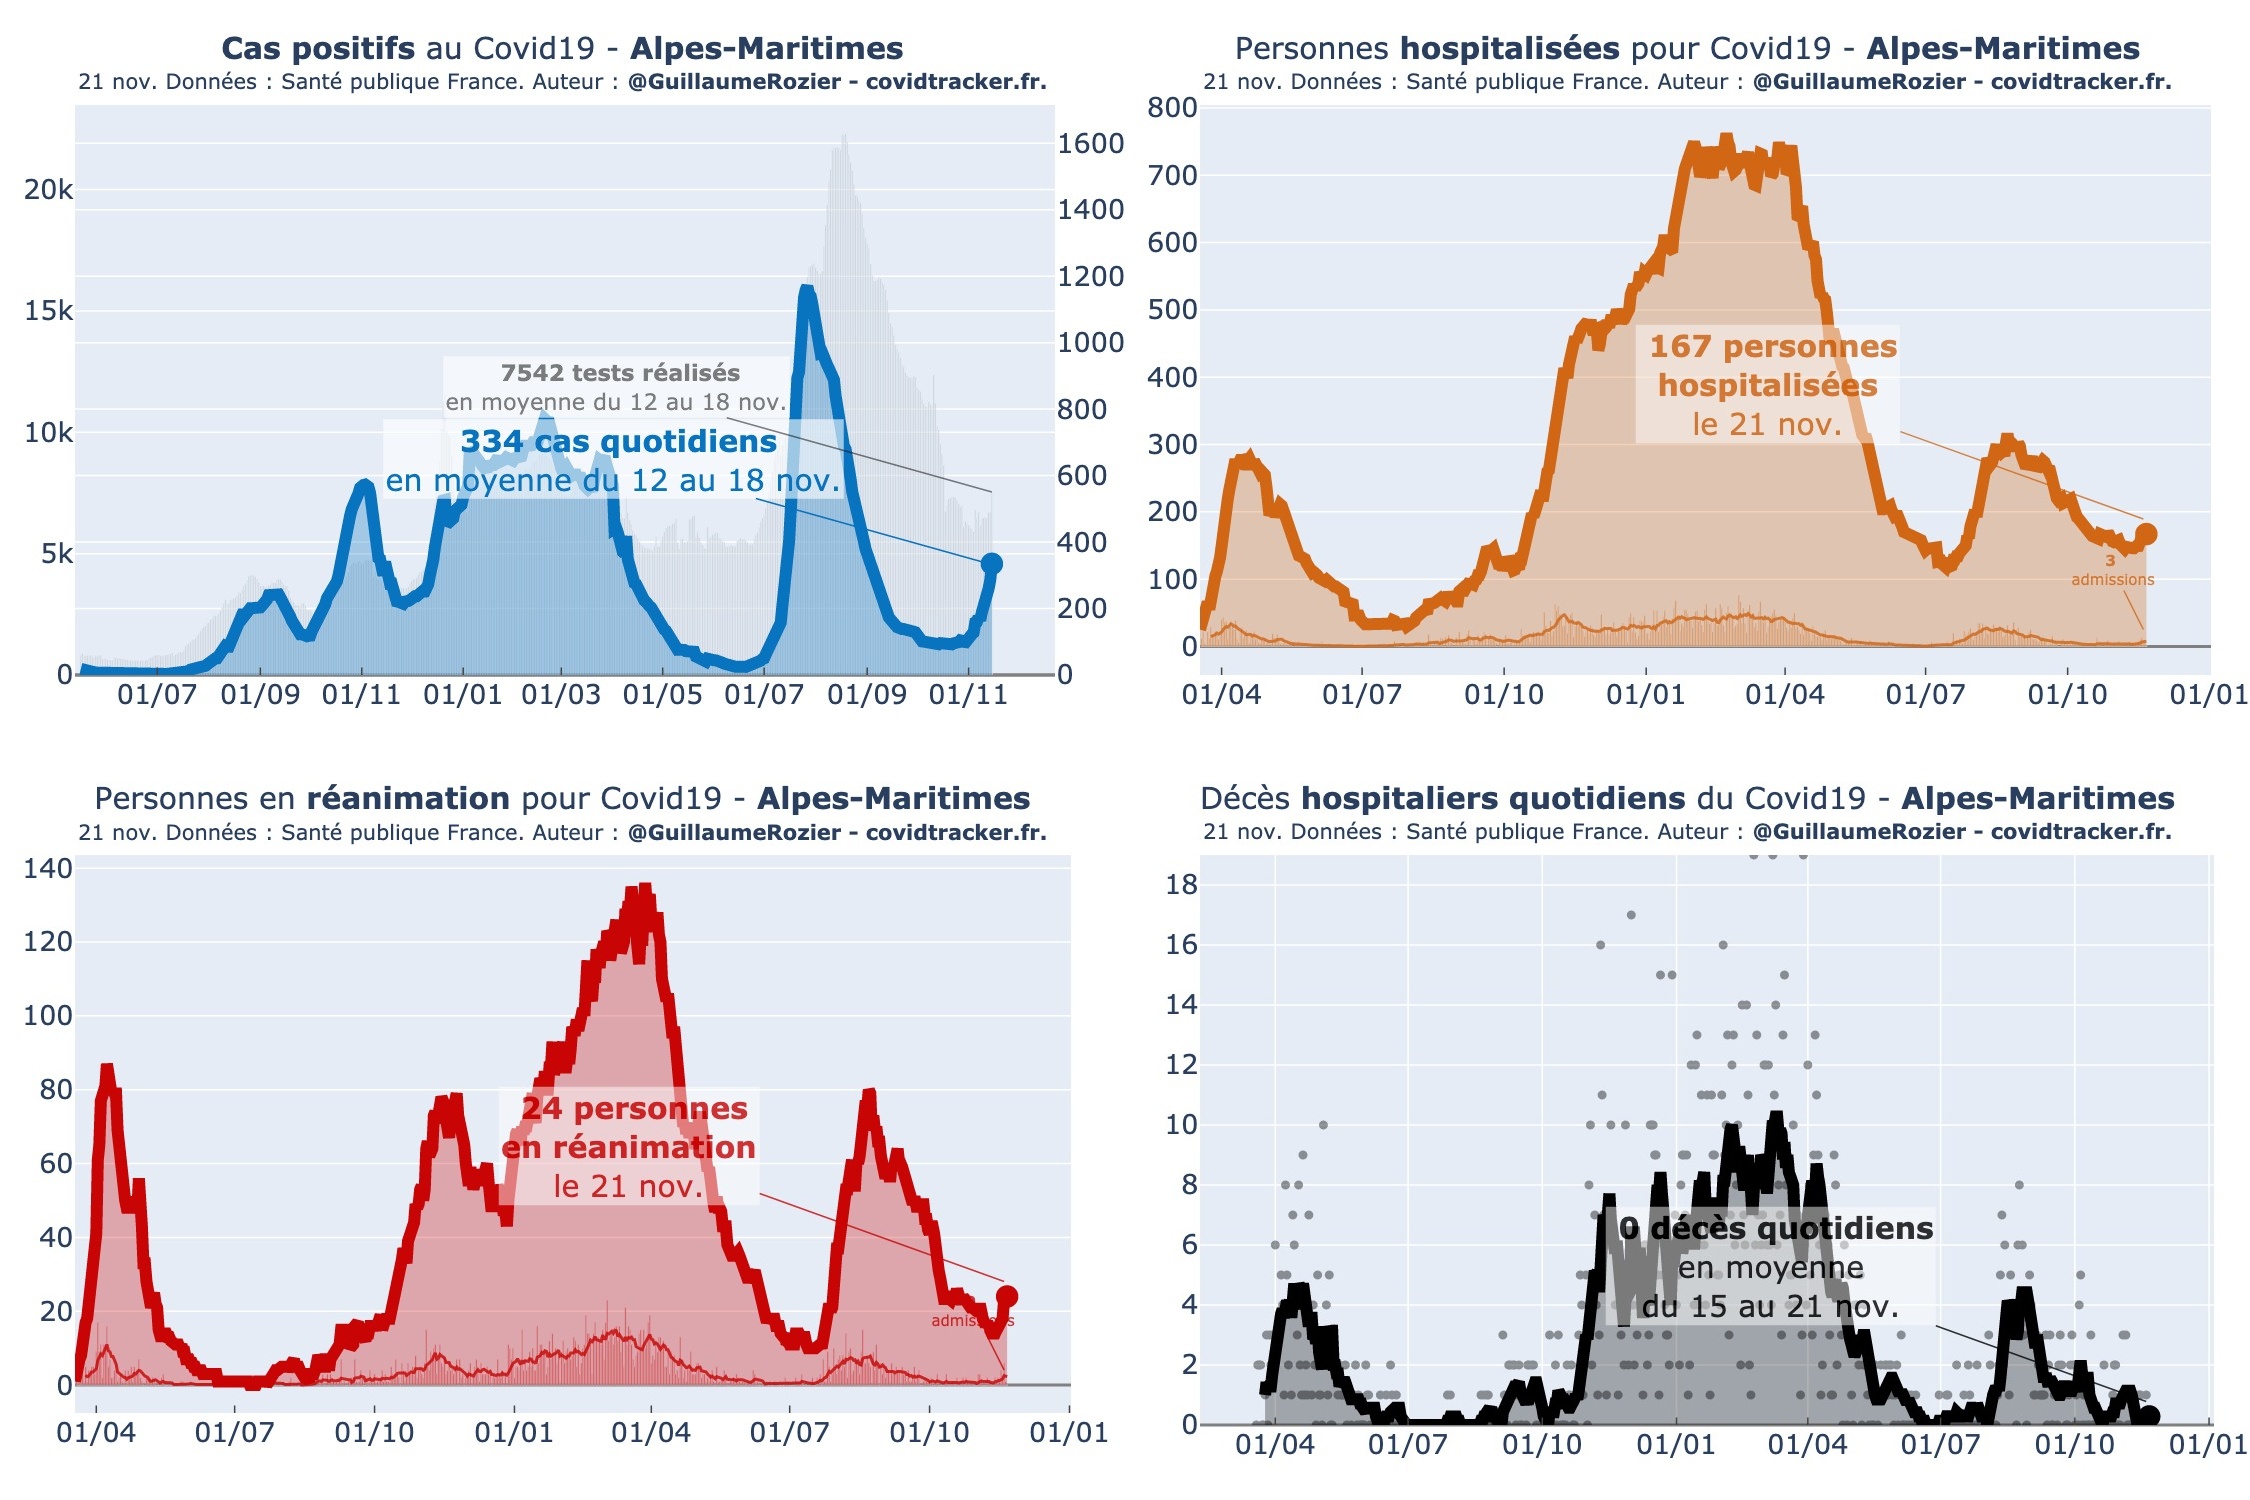 Cas positifs au Covid19 - Alpes-Maritimes
21 nov. Données : Santé publique France. Auteur : @GuillaumeRozier - covidtracker.fr.
20k
15k
10k
5k
0
1600
1400
1200
1000
800
600
400
200
0
7542 tests réalisés
en moyenne du 12 au 18 nov.
334 cas quotidiens
en moyenne du 12 au 18 nov.
01/07 01/09 01/11 01/01 01/03 01/05 01/07 01/09 01/11
Personnes hospitalisées pour Covid19 - Alpes-Maritimes
21 nov. Données : Santé publique France. Auteur : @GuillaumeRozier - covidtracker.fr.
800
700
600
500
400
300
200
100
0
167 personnes
hospitalisées
le 21 nov.
3
admissions
01/04 01/07 01/10 01/01 01/04 01/07 01/10 01/01
Personnes en réanimation pour Covid19 - Alpes-Maritimes
21 nov. Données : Santé publique France. Auteur : @GuillaumeRozier - covidtracker.fr.
140
120
100
80
60
40
20
0
24 personnes
en réanimation
le 21 nov.
admissions
01/04 01/07 01/10 01/01 01/04 01/07 01/10 01/01
Décès hospitaliers quotidiens du Covid19 - Alpes-Maritimes
21 nov. Données : Santé publique France. Auteur : @GuillaumeRozier - covidtracker.fr.
18
16
14
12
10
8
6
4
2
0
0 décès quotidiens
en moyenne
du 15 au 21 nov.
01/04 01/07 01/10 01/01 01/04 01/07 01/10 01/01